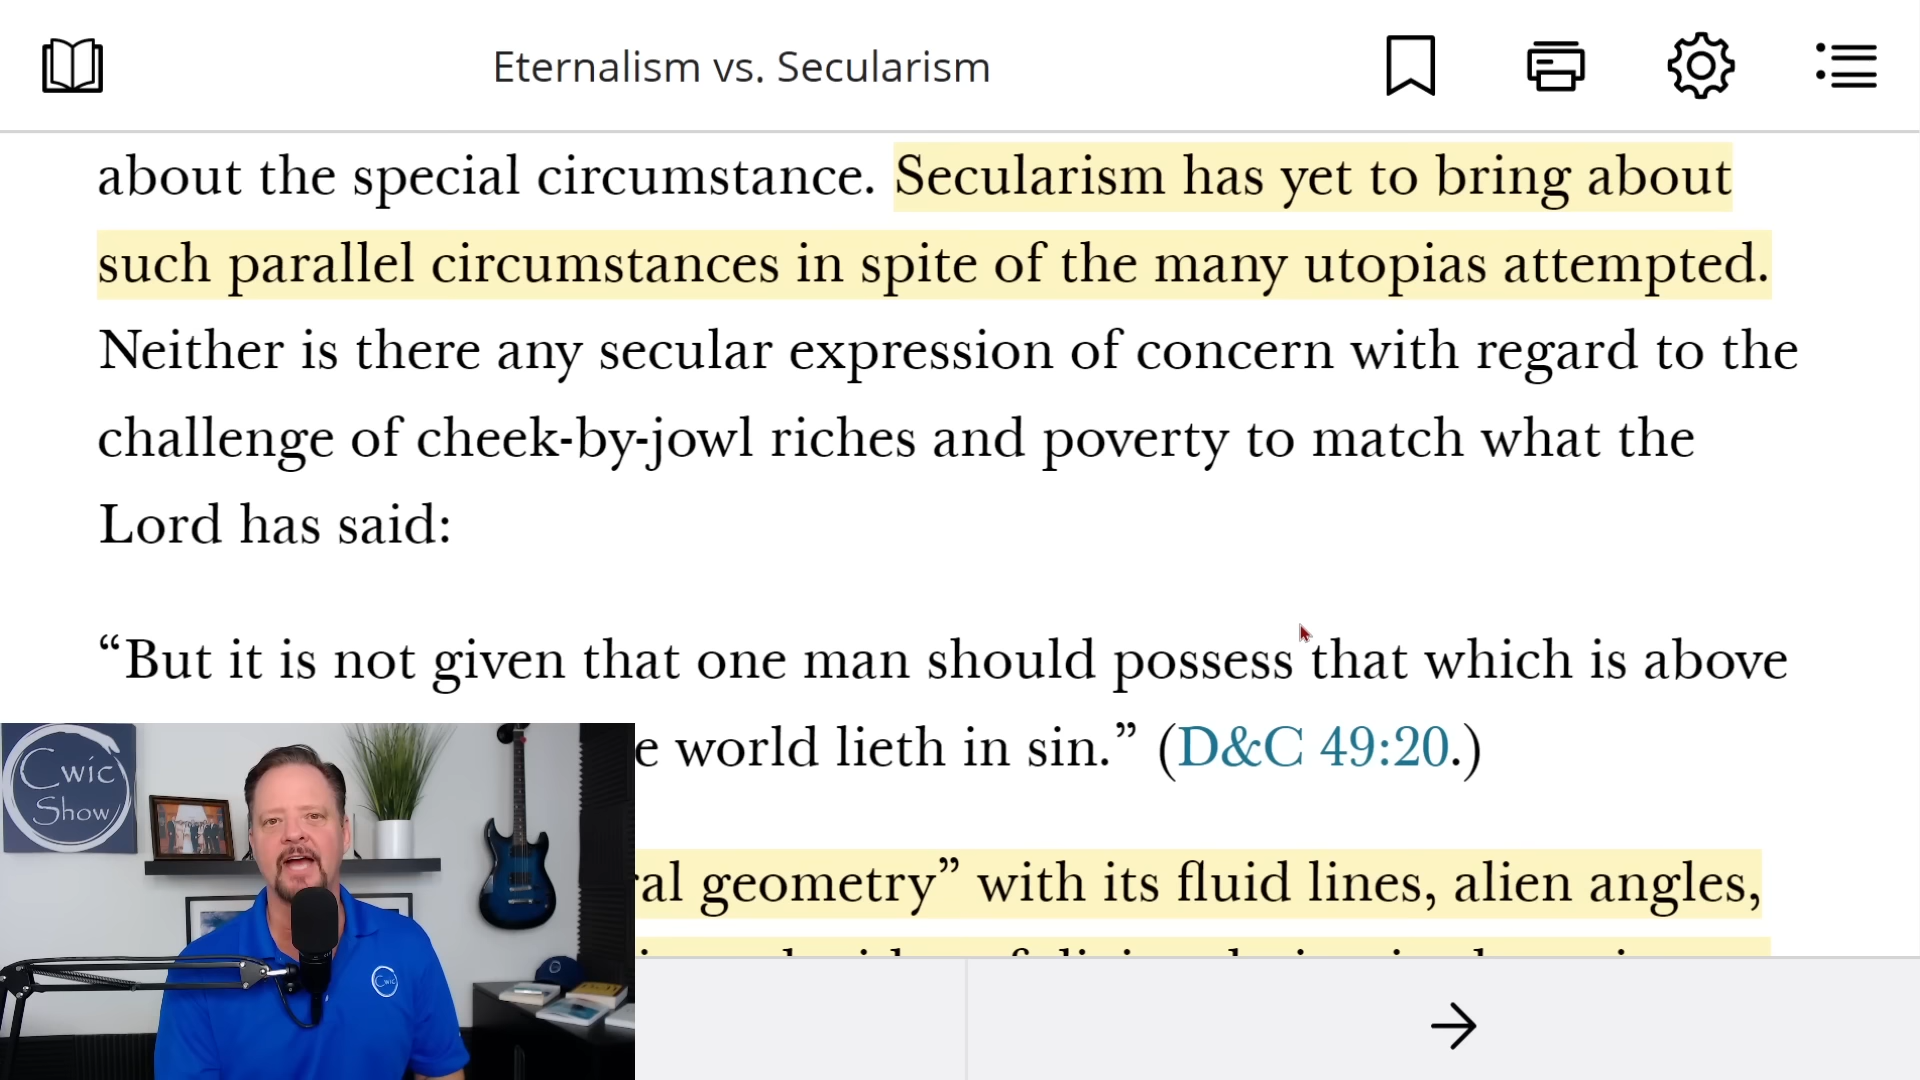 Eternalism vs. Secularism
about the special circumstance. Secularism has yet to bring about
such parallel circumstances in spite of the many utopias attempted.
Neither is there any secular expression of concern with regard to the
challenge of cheek-by-jowl riches and poverty to match what the
Lord has said:
“But it is not given that one man should possess that which is above
world lieth in sin.” (D&C 49:20.)
geometry” with its fluid lines, alien angles,
Cwic
Show
Cwic